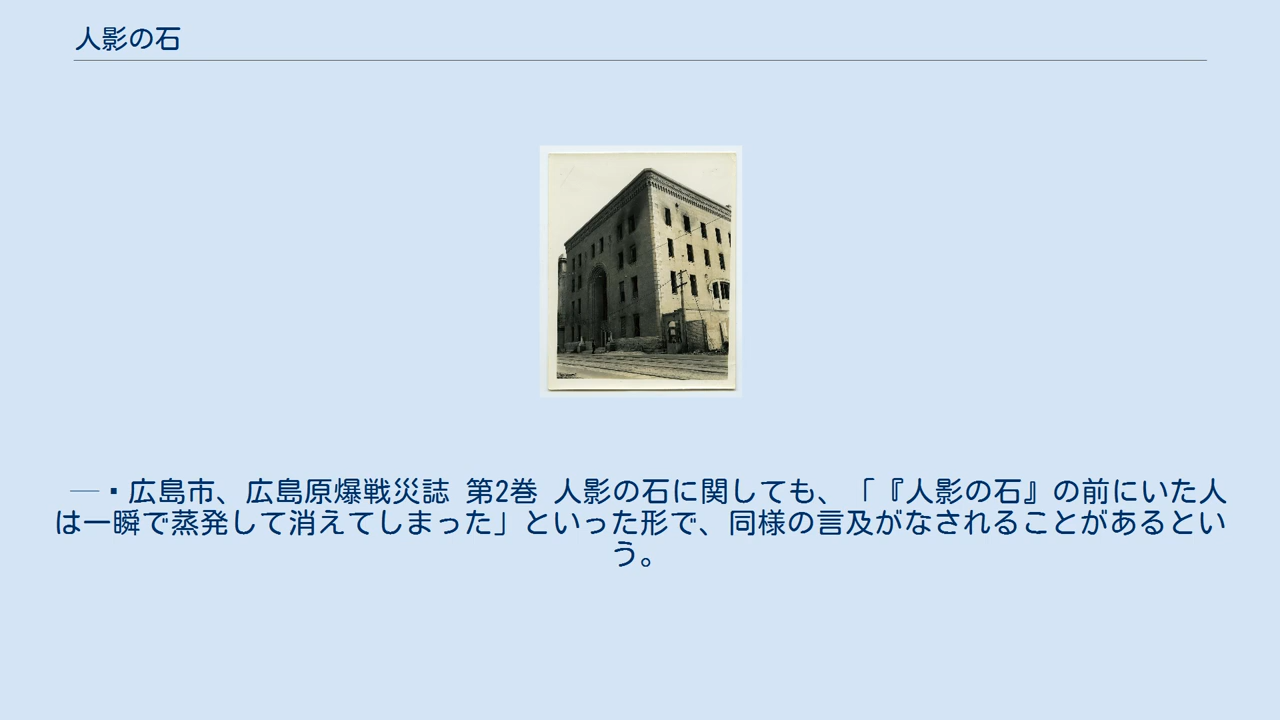 人影の石
—▪広島市、広島原爆戦災誌 第2巻 人影の石に関しても、「『人影の石』の前にいた人
は一瞬で蒸発して消えてしまった」といった形で、同様の言及がなされることがあるとい
う。